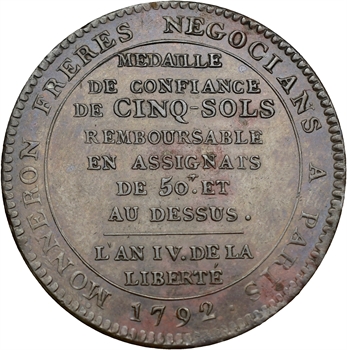 MONNERON FRERES NEGOCIANS A PARIS
MEDAILLE
DE CONFIANCE
DE CINQ-SOLS
REMBOURSABLE
EN ASSIGNATS
DE 50ᵗ. ET
AU DESSUS.
L'AN IV. DE LA
LIBERTÉ
1792